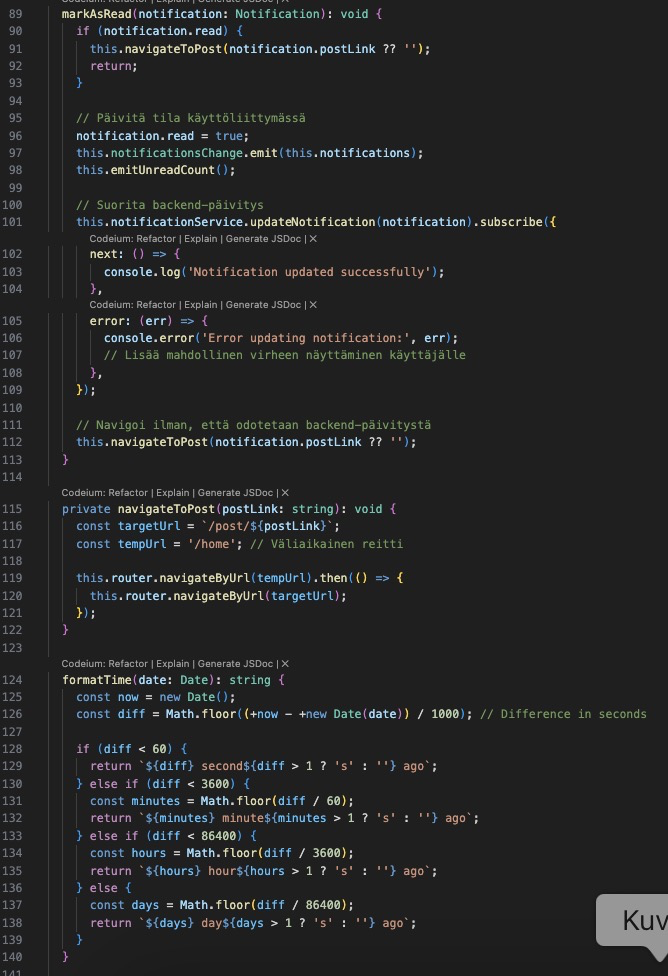 Codeium: Refactor | Explain | Generate JSDoc | ×
89 markAsRead(notification: Notification): void {
90 if (notification.read) {
91 this.navigateToPost(notification.postLink ?? '');
92 return;
93 }
94
95 // Päivitä tila käyttöliittymässä
96 notification.read = true;
97 this.notificationsChange.emit(this.notifications);
98 this.emitUnreadCount();
99
100 // Suorita backend-päivitys
101 this.notificationService.updateNotification(notification).subscribe({
Codeium: Refactor | Explain | Generate JSDoc | ×
102 next: () => {
103 console.log('Notification updated successfully');
104 },
Codeium: Refactor | Explain | Generate JSDoc | ×
105 error: (err) => {
106 console.error('Error updating notification:', err);
107 // Lisää mahdollinen virheen näyttäminen käyttäjälle
108 },
109 });
110
111 // Navigoi ilman, että odotetaan backend-päivitystä
112 this.navigateToPost(notification.postLink ?? '');
113 }
114
Codeium: Refactor | Explain | Generate JSDoc | ×
115 private navigateToPost(postLink: string): void {
116 const targetUrl = `/post/${postLink}`;
117 const tempUrl = '/home'; // Väliaikainen reitti
118
119 this.router.navigateByUrl(tempUrl).then(() => {
120 this.router.navigateByUrl(targetUrl);
121 });
122 }
123
Codeium: Refactor | Explain | Generate JSDoc | ×
124 formatTime(date: Date): string {
125 const now = new Date();
126 const diff = Math.floor((+now - +new Date(date)) / 1000); // Difference in seconds
127
128 if (diff < 60) {
129 return `${diff} second${diff > 1 ? 's' : ''} ago`;
130 } else if (diff < 3600) {
131 const minutes = Math.floor(diff / 60);
132 return `${minutes} minute${minutes > 1 ? 's' : ''} ago`;
133 } else if (diff < 86400) {
134 const hours = Math.floor(diff / 3600);
135 return `${hours} hour${hours > 1 ? 's' : ''} ago`;
136 } else {
137 const days = Math.floor(diff / 86400);
138 return `${days} day${days > 1 ? 's' : ''} ago`;
139 }
140 }
141
Kuv